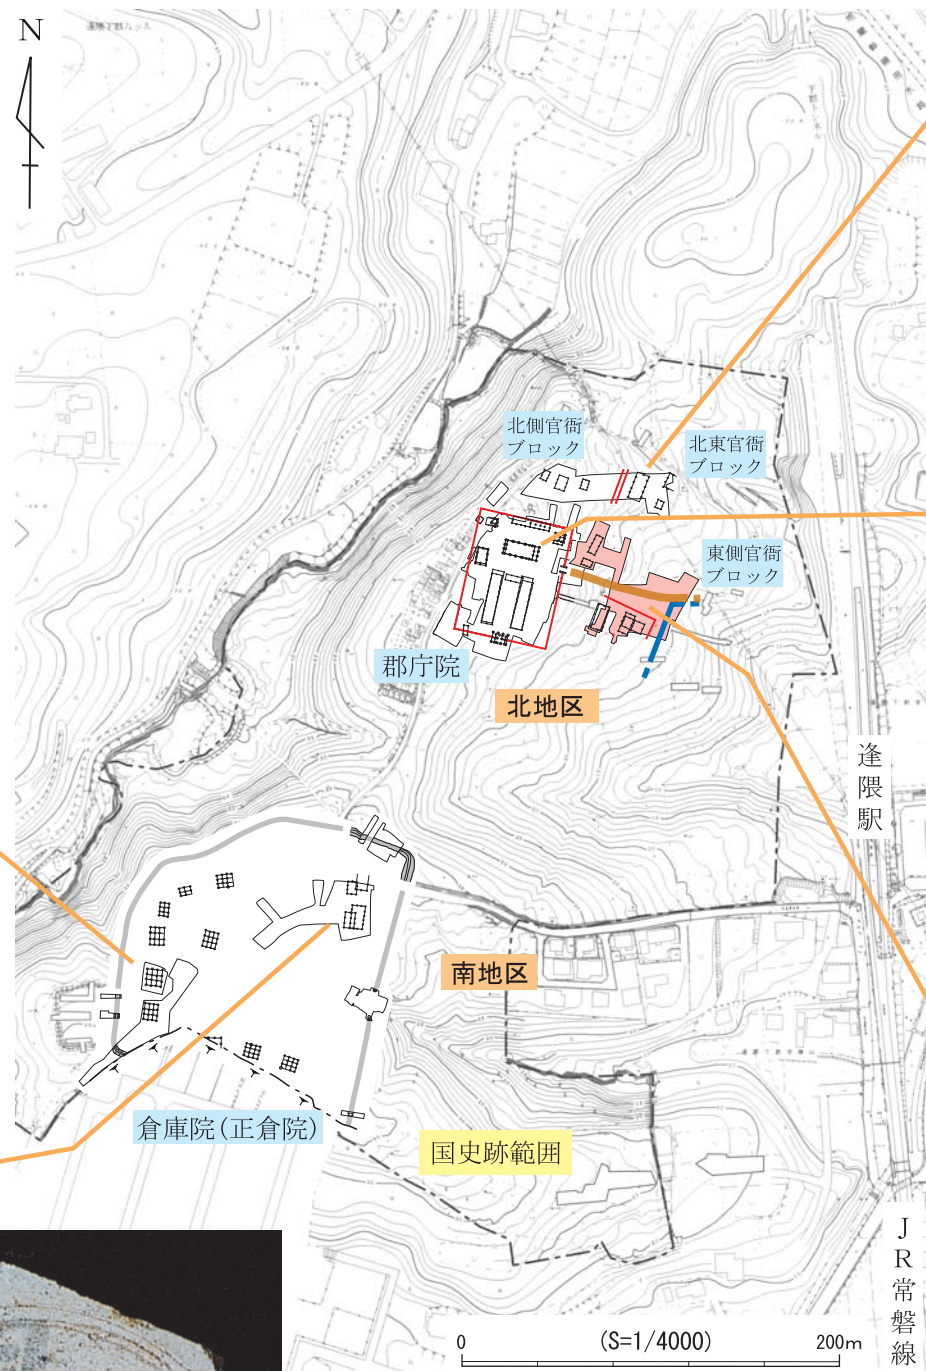 N
北側官衙
ブロック
北東官衙
ブロック
東側官衙
ブロック
郡庁院
北地区
逢隈駅
南地区
倉庫院(正倉院)
国史跡範囲
JR常磐線
0 (S=1/4000) 200m